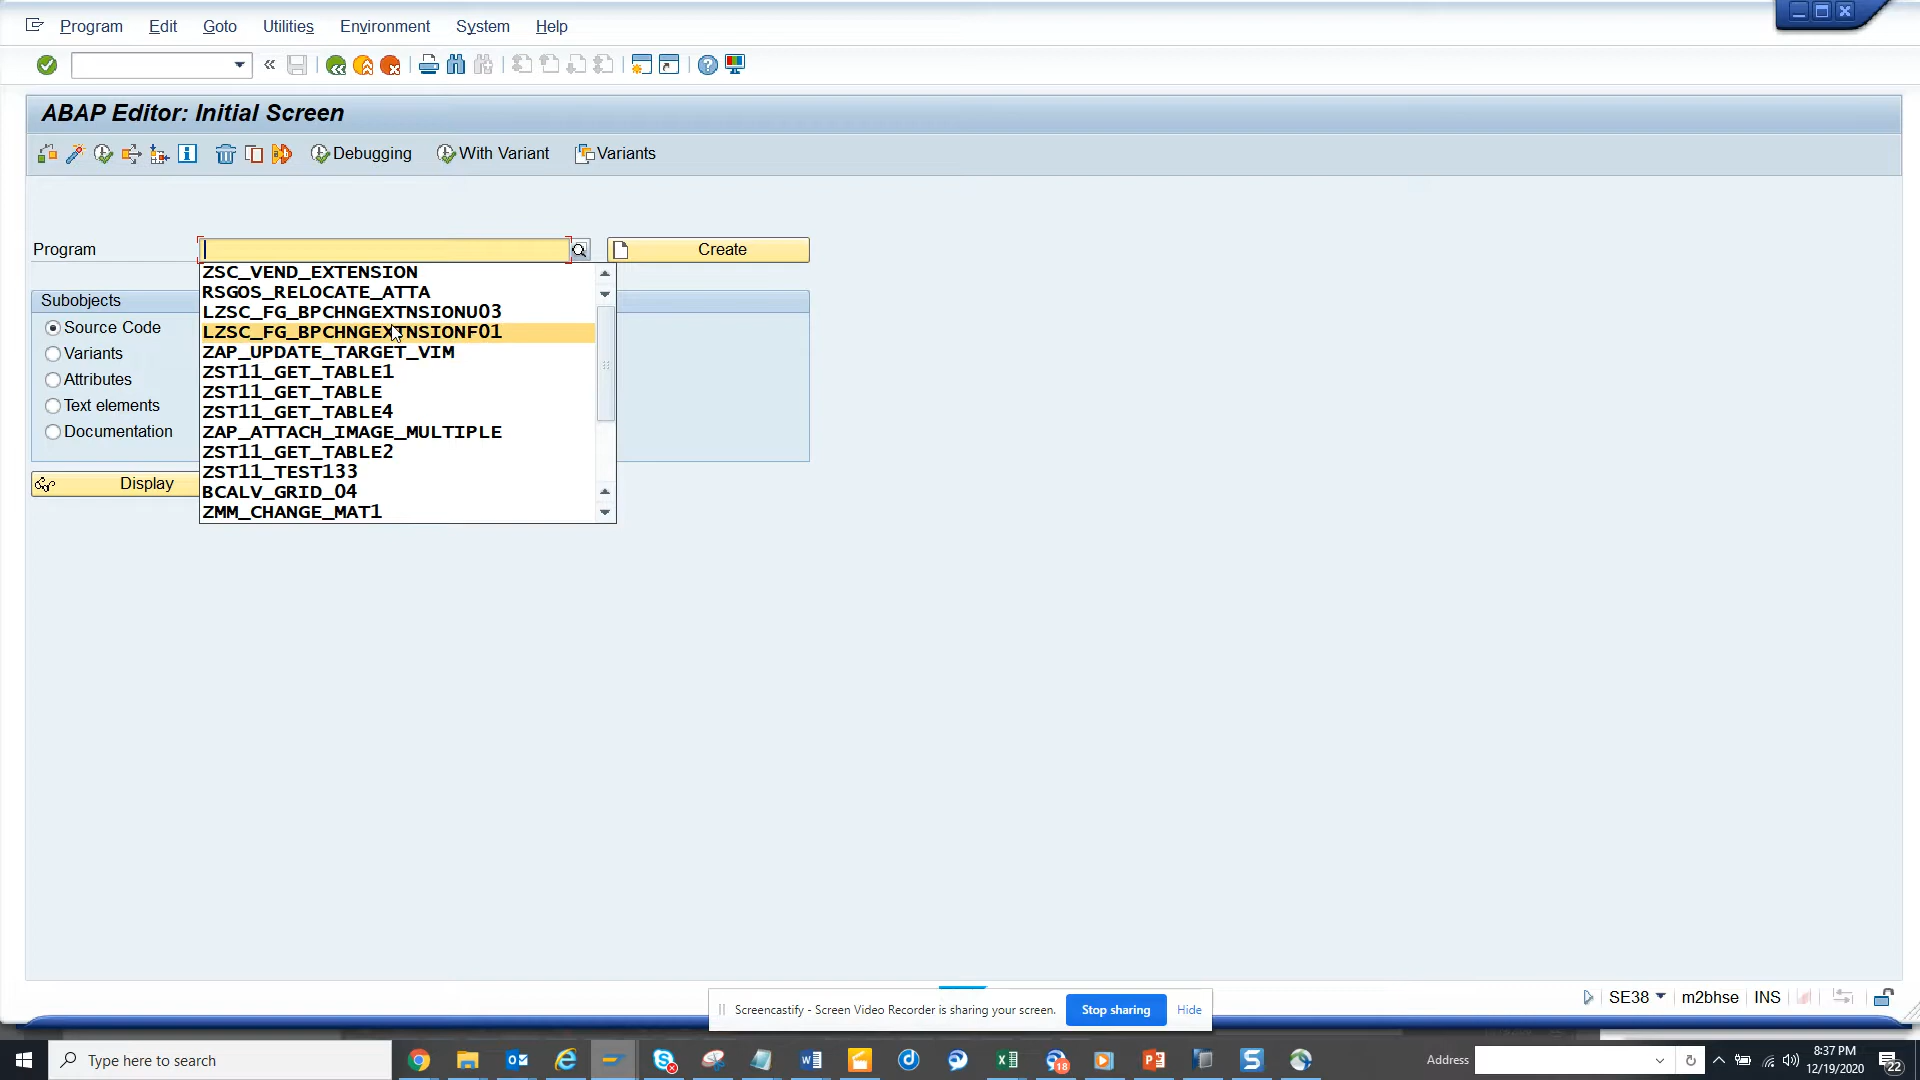 Program Edit Goto Utilities Environment System Help
ABAP Editor: Initial Screen
Debugging With Variant Variants
Program Create
ZSC_VEND_EXTENSION
RSGOS_RELOCATE_ATTA
LZSC_FG_BPCHNGEXTNSIONU03
LZSC_FG_BPCHNGEXTNSIONF01
ZAP_UPDATE_TARGET_VIM
ZST11_GET_TABLE1
ZST11_GET_TABLE
ZST11_GET_TABLE4
ZAP_ATTACH_IMAGE_MULTIPLE
ZST11_GET_TABLE2
ZST11_TEST133
BCALV_GRID_04
ZMM_CHANGE_MAT1
Subobjects
Source Code
Variants
Attributes
Text elements
Documentation
Display
SE38 m2bhse INS
Screencastify - Screen Video Recorder is sharing your screen. Stop sharing Hide
Type here to search
18
Address
8:37 PM
12/19/2020
22